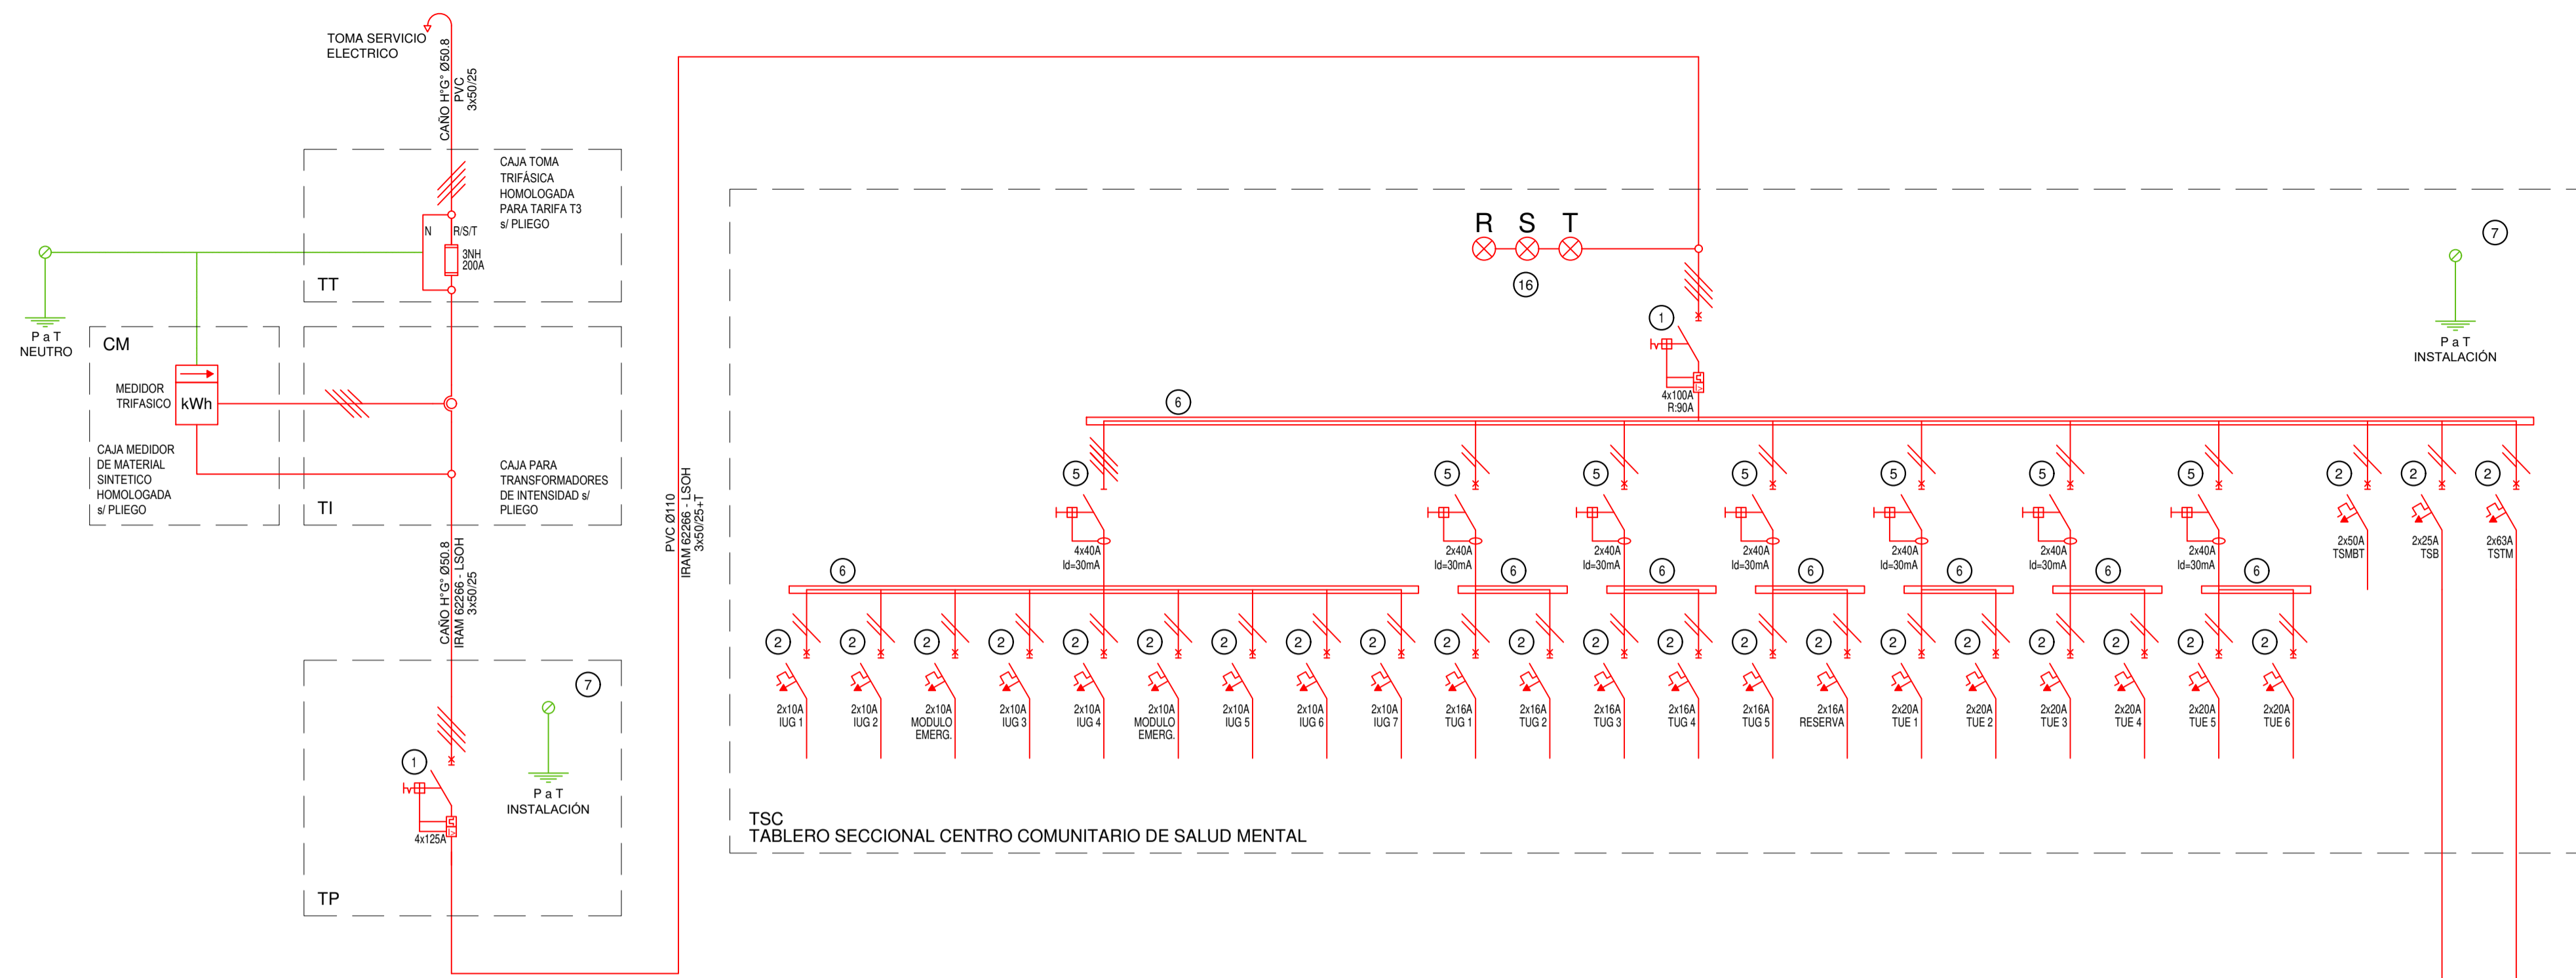 TOMA SERVICIO
ELECTRICO
CAÑO H°G° Ø50.8
PVC
3x50/25
CAJA TOMA
TRIFÁSICA
HOMOLOGADA
PARA TARIFA T3
s/ PLIEGO
N
R/S/T
3NH
200A
TT
P a T
NEUTRO
CM
MEDIDOR
TRIFASICO
kWh
CAJA MEDIDOR
DE MATERIAL
SINTETICO
HOMOLOGADA
s/ PLIEGO
CAJA PARA
TRANSFORMADORES
DE INTENSIDAD s/
PLIEGO
TI
CAÑO H°G° Ø50.8
IRAM 62266 - LSOH
3x50/25
7
1
4x125A
P a T
INSTALACIÓN
TP
PVC Ø110
IRAM 62266 - LSOH
3x50/25+T
R S T
16
7
P a T
INSTALACIÓN
1
4x100A
R:90A
6
5
4x40A
Id=30mA
5
2x40A
Id=30mA
5
2x40A
Id=30mA
5
2x40A
Id=30mA
5
2x40A
Id=30mA
5
2x40A
Id=30mA
5
2x40A
Id=30mA
2
2x50A
TSMBT
2
2x25A
TSB
2
2x63A
TSTM
6
6
6
6
6
6
6
2
2x10A
IUG 1
2
2x10A
IUG 2
2
2x10A
MODULO
EMERG.
2
2x10A
IUG 3
2
2x10A
IUG 4
2
2x10A
MODULO
EMERG.
2
2x10A
IUG 5
2
2x10A
IUG 6
2
2x10A
IUG 7
2
2x16A
TUG 1
2
2x16A
TUG 2
2
2x16A
TUG 3
2
2x16A
TUG 4
2
2x16A
TUG 5
2
2x16A
RESERVA
2
2x20A
TUE 1
2
2x20A
TUE 2
2
2x20A
TUE 3
2
2x20A
TUE 4
2
2x20A
TUE 5
2
2x20A
TUE 6
TSC
TABLERO SECCIONAL CENTRO COMUNITARIO DE SALUD MENTAL